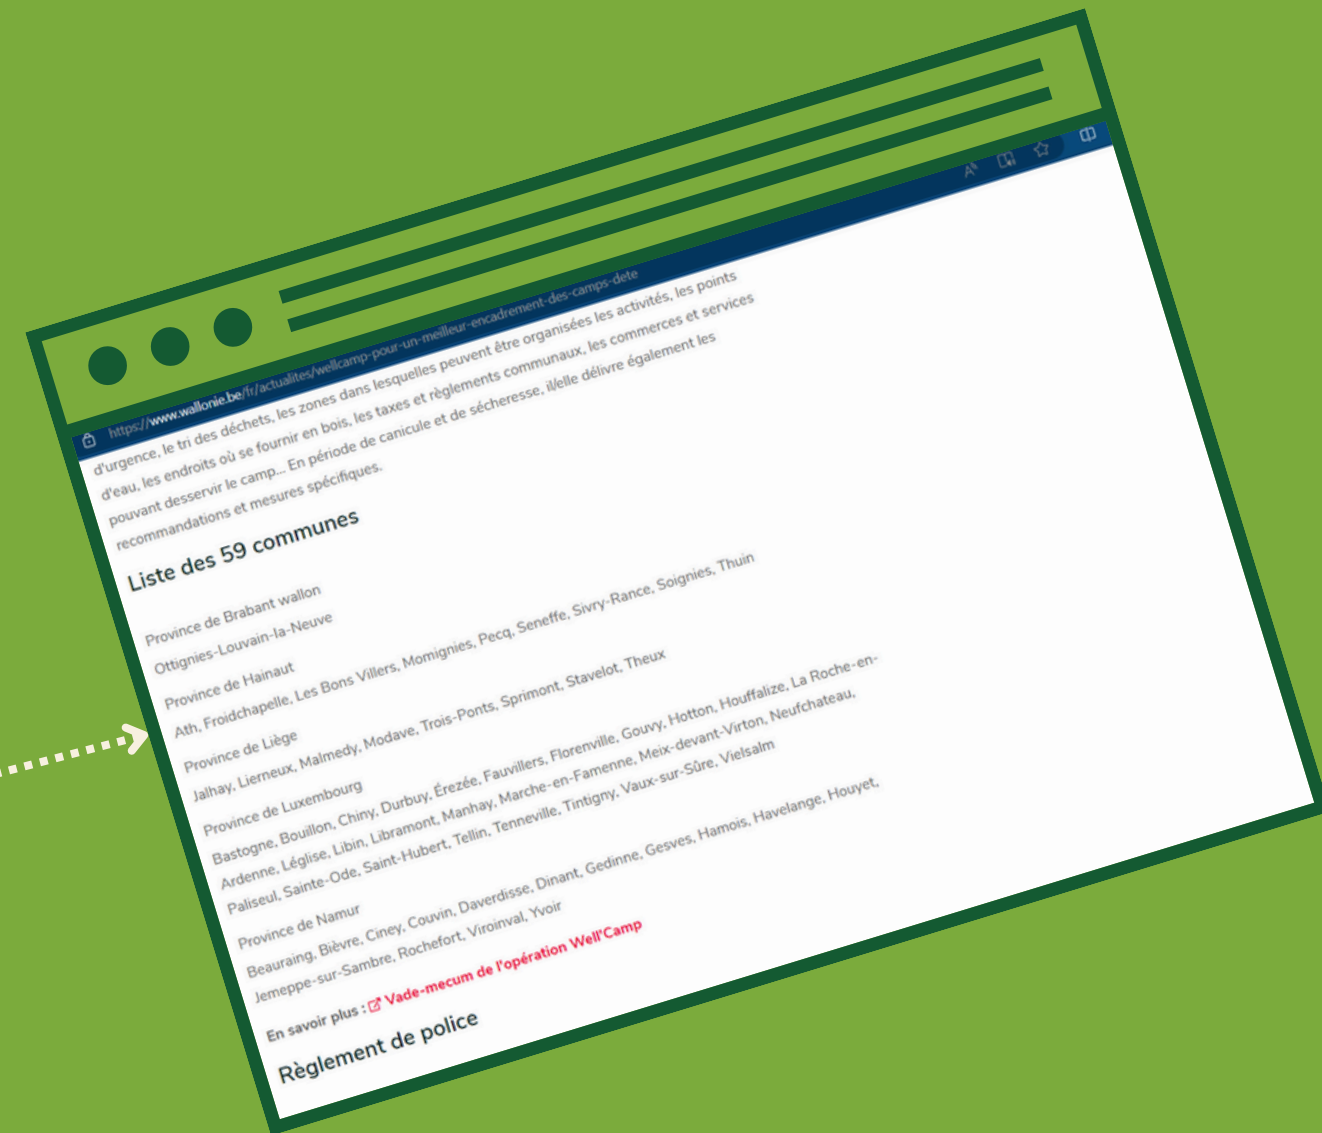 https://www.wallonie.be/fr/actualites/wellcamp-pour-un-meilleur-encadrement-des-camps-dete
d'urgence, le tri des déchets, les zones dans lesquelles peuvent être organisées les activités, les points
d'eau, les endroits où se fournir en bois, les taxes et règlements communaux, les commerces et services
pouvant desservir le camp... En période de canicule et de sécheresse, il/elle délivre également les
recommandations et mesures spécifiques.
Liste des 59 communes
Province de Brabant wallon
Ottignies-Louvain-la-Neuve
Province de Hainaut
Ath, Froidchapelle, Les Bons Villers, Momignies, Pecq, Seneffe, Sivry-Rance, Soignies, Thuin
Province de Liège
Jalhay, Lierneux, Malmedy, Modave, Trois-Ponts, Sprimont, Stavelot, Theux
Province de Luxembourg
Bastogne, Bouillon, Chiny, Durbuy, Érezée, Fauvillers, Florenville, Gouvy, Hotton, Houffalize, La Roche-en-
Ardenne, Léglise, Libin, Libramont, Manhay, Marche-en-Famenne, Meix-devant-Virton, Neufchateau,
Paliseul, Sainte-Ode, Saint-Hubert, Tellin, Tenneville, Tintigny, Vaux-sur-Sûre, Vielsalm
Province de Namur
Beauraing, Bièvre, Ciney, Couvin, Daverdisse, Dinant, Gedinne, Gesves, Hamois, Havelange, Houyet,
Jemeppe-sur-Sambre, Rochefort, Viroinval, Yvoir
En savoir plus : Vade-mecum de l'opération Well'Camp
Règlement de police